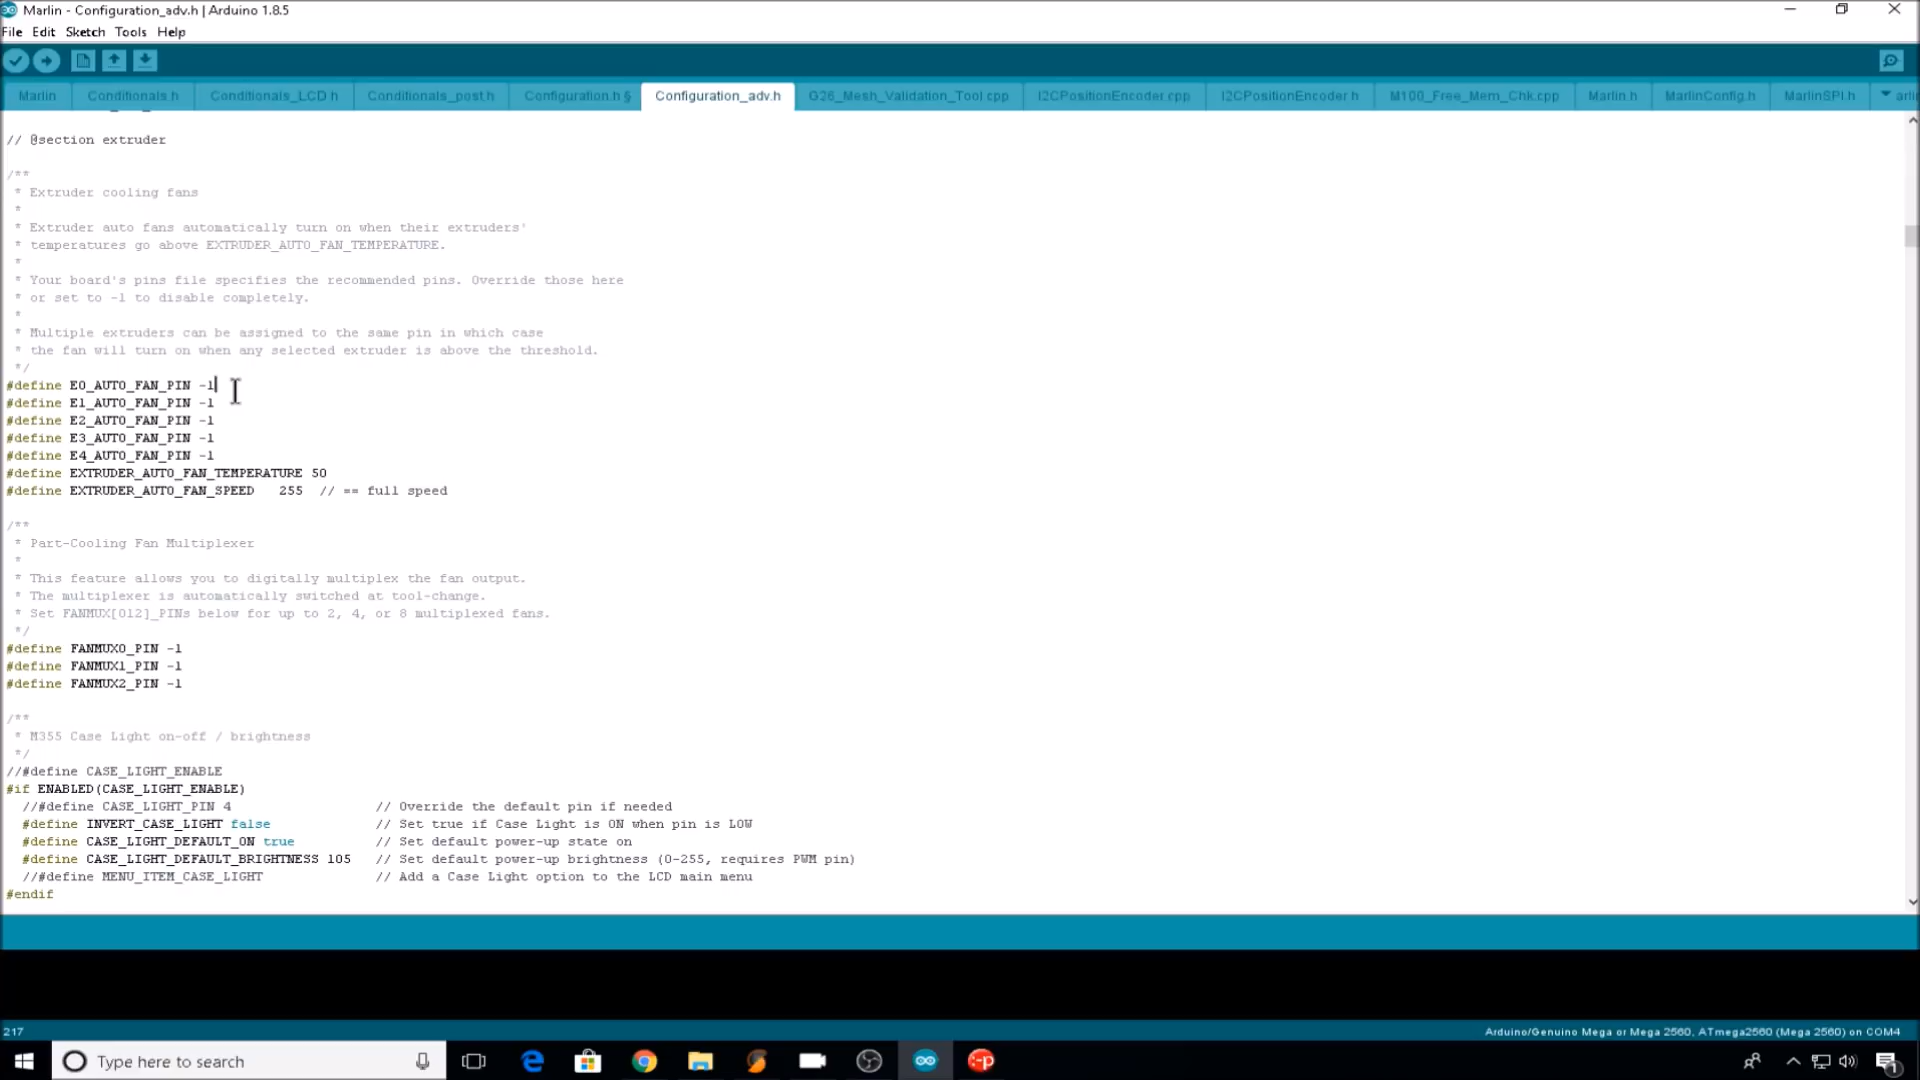 Marlin - Configuration_adv.h | Arduino 1.8.5
File Edit Sketch Tools Help
Marlin Conditionals.h Conditionals_LCD.h Conditionals_post.h Configuration.h § Configuration_adv.h G26_Mesh_Validation_Tool.cpp I2CPositionEncoder.cpp I2CPositionEncoder.h M100_Free_Mem_Chk.cpp Marlin.h MarlinConfig.h MarlinSPI.h
// @section extruder
/**
* Extruder cooling fans
*
* Extruder auto fans automatically turn on when their extruders'
* temperatures go above EXTRUDER_AUTO_FAN_TEMPERATURE.
*
* Your board's pins file specifies the recommended pins. Override those here
* or set to -1 to disable completely.
*
* Multiple extruders can be assigned to the same pin in which case
* the fan will turn on when any selected extruder is above the threshold.
*/
#define E0_AUTO_FAN_PIN -1
#define E1_AUTO_FAN_PIN -1
#define E2_AUTO_FAN_PIN -1
#define E3_AUTO_FAN_PIN -1
#define E4_AUTO_FAN_PIN -1
#define EXTRUDER_AUTO_FAN_TEMPERATURE 50
#define EXTRUDER_AUTO_FAN_SPEED 255 // == full speed
/**
* Part-Cooling Fan Multiplexer
*
* This feature allows you to digitally multiplex the fan output.
* The multiplexer is automatically switched at tool-change.
* Set FANMUX[012]_PINs below for up to 2, 4, or 8 multiplexed fans.
*/
#define FANMUX0_PIN -1
#define FANMUX1_PIN -1
#define FANMUX2_PIN -1
/**
* M355 Case Light on-off / brightness
*/
//#define CASE_LIGHT_ENABLE
#if ENABLED(CASE_LIGHT_ENABLE)
//#define CASE_LIGHT_PIN 4 // Override the default pin if needed
#define INVERT_CASE_LIGHT false // Set true if Case Light is ON when pin is LOW
#define CASE_LIGHT_DEFAULT_ON true // Set default power-up state on
#define CASE_LIGHT_DEFAULT_BRIGHTNESS 105 // Set default power-up brightness (0-255, requires PWM pin)
//#define MENU_ITEM_CASE_LIGHT // Add a Case Light option to the LCD main menu
#endif
217 Arduino/Genuino Mega or Mega 2560, ATmega2560 (Mega 2560) on COM4
Type here to search